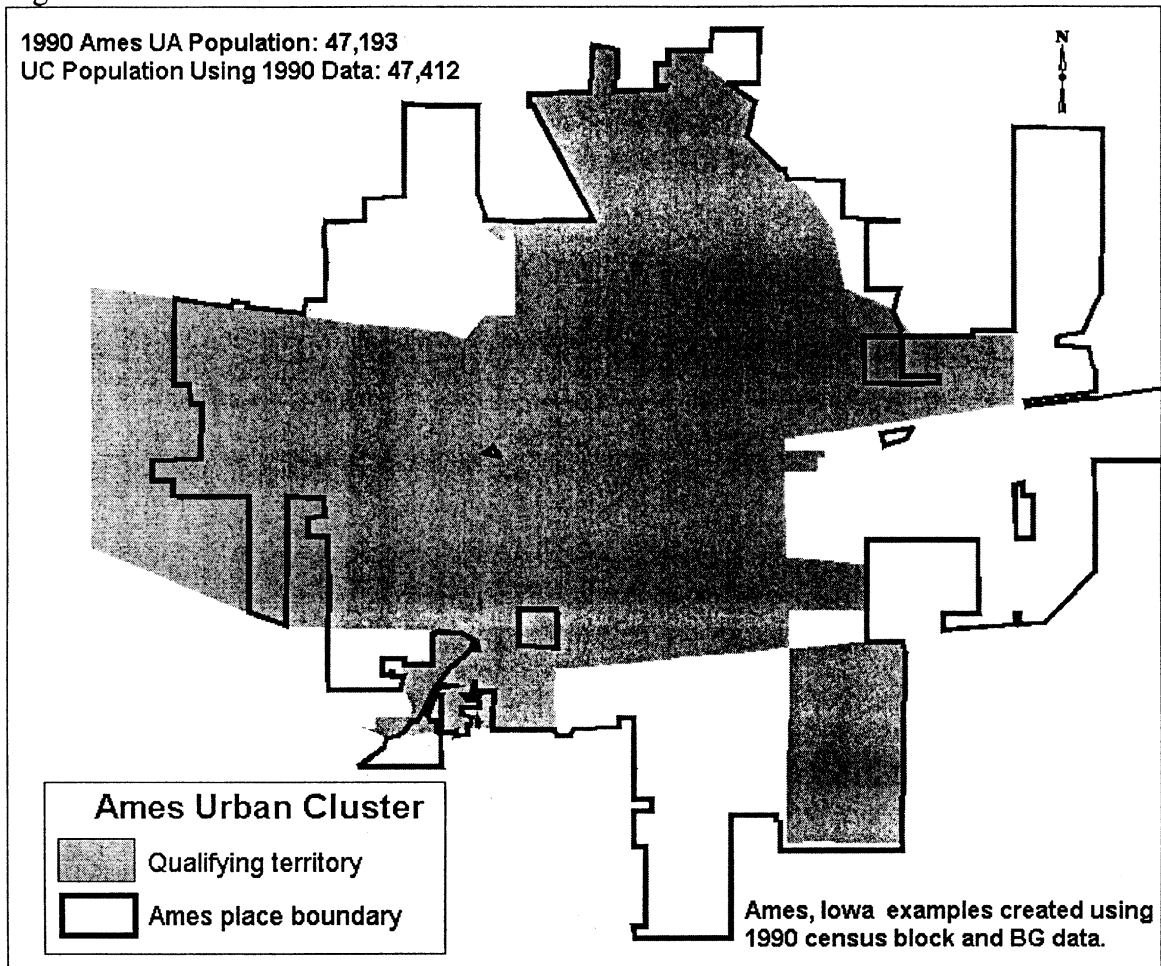 1990 Ames UA Population: 47,193
UC Population Using 1990 Data: 47,412
N
Ames Urban Cluster
Qualifying territory
Ames place boundary
Ames, Iowa examples created using
1990 census block and BG data.